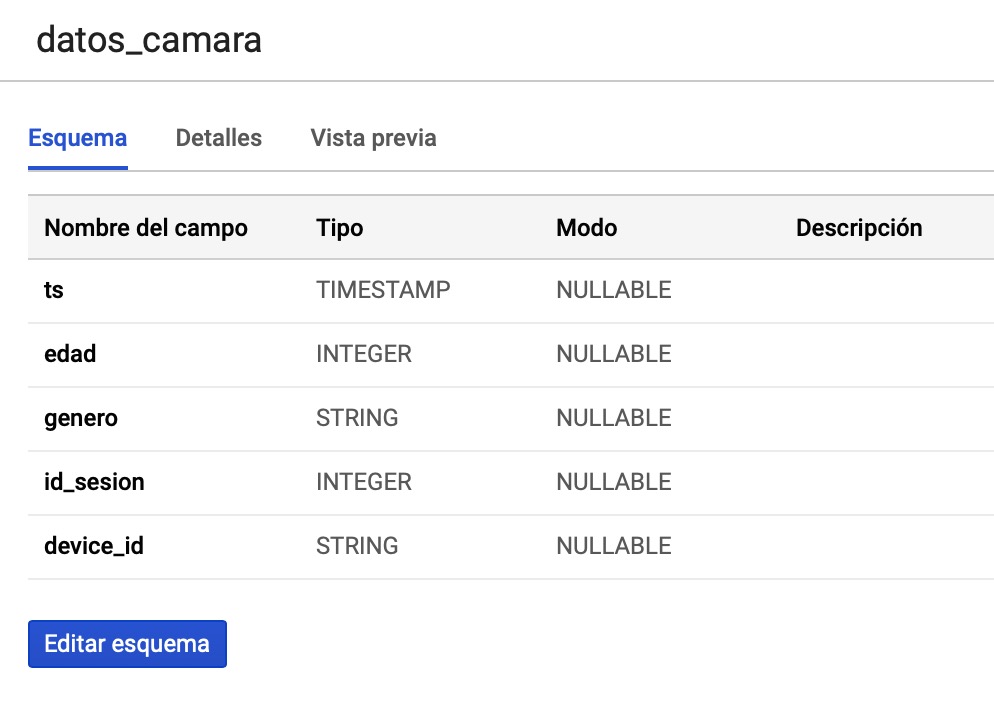 datos_camara
Esquema Detalles Vista previa
Nombre del campo Tipo Modo Descripción
ts TIMESTAMP NULLABLE
edad INTEGER NULLABLE
genero STRING NULLABLE
id_sesion INTEGER NULLABLE
device_id STRING NULLABLE
Editar esquema